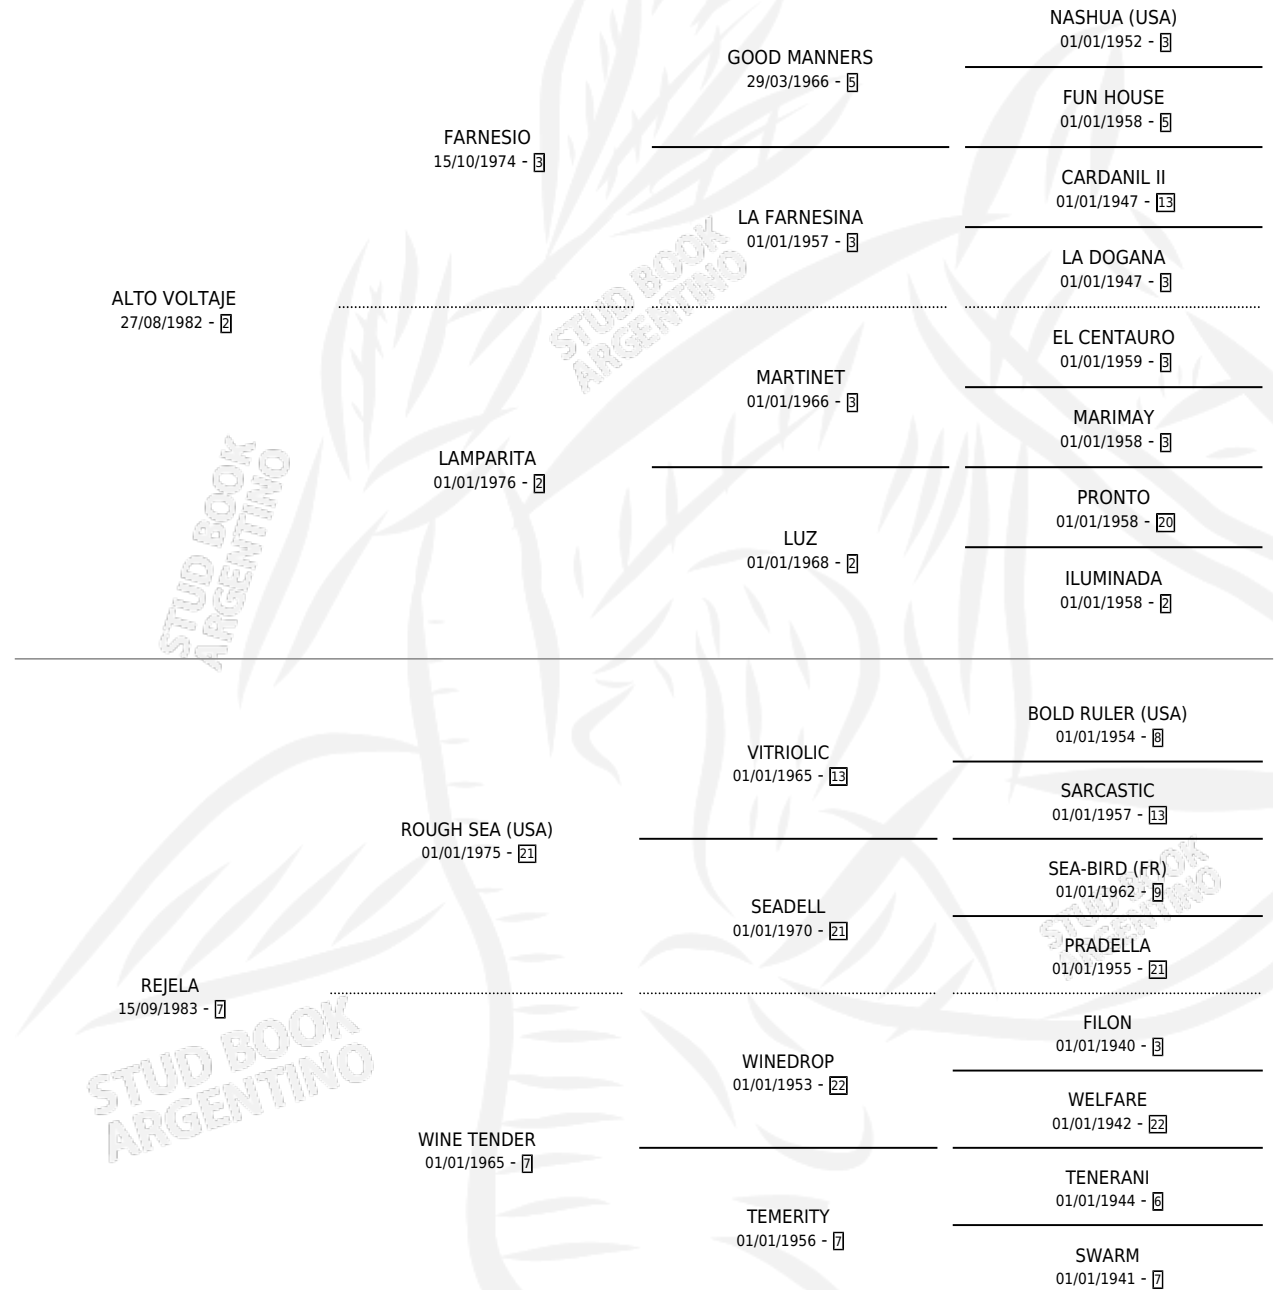 NASHUA (USA)
01/01/1952 - 3
GOOD MANNERS
29/03/1966 - 5
FUN HOUSE
01/01/1958 - 5
FARNESIO
15/10/1974 - 3
CARDANIL II
01/01/1947 - 13
LA FARNESINA
01/01/1957 - 3
LA DOGANA
01/01/1947 - 3
ALTO VOLTAJE
27/08/1982 - 2
EL CENTAURO
01/01/1959 - 3
MARTINET
01/01/1966 - 3
MARIMAY
01/01/1958 - 3
LAMPARITA
01/01/1976 - 2
PRONTO
01/01/1958 - 20
LUZ
01/01/1968 - 2
ILUMINADA
01/01/1958 - 2
BOLD RULER (USA)
01/01/1954 - 8
VITRIOLIC
01/01/1965 - 13
SARCASTIC
01/01/1957 - 13
ROUGH SEA (USA)
01/01/1975 - 21
SEA-BIRD (FR)
01/01/1962 - 9
SEADELL
01/01/1970 - 21
PRADELLA
01/01/1955 - 21
REJELA
15/09/1983 - 7
FILON
01/01/1940 - 3
WINEDROP
01/01/1953 - 22
WELFARE
01/01/1942 - 22
WINE TENDER
01/01/1965 - 7
TENERANI
01/01/1944 - 6
TEMERITY
01/01/1956 - 7
SWARM
01/01/1941 - 7
STUD BOOK
ARGENTINO
STUD BOOK
ARGENTINO
STUD BOOK
ARGENTINO
STUD BOOK
ARGENTINO